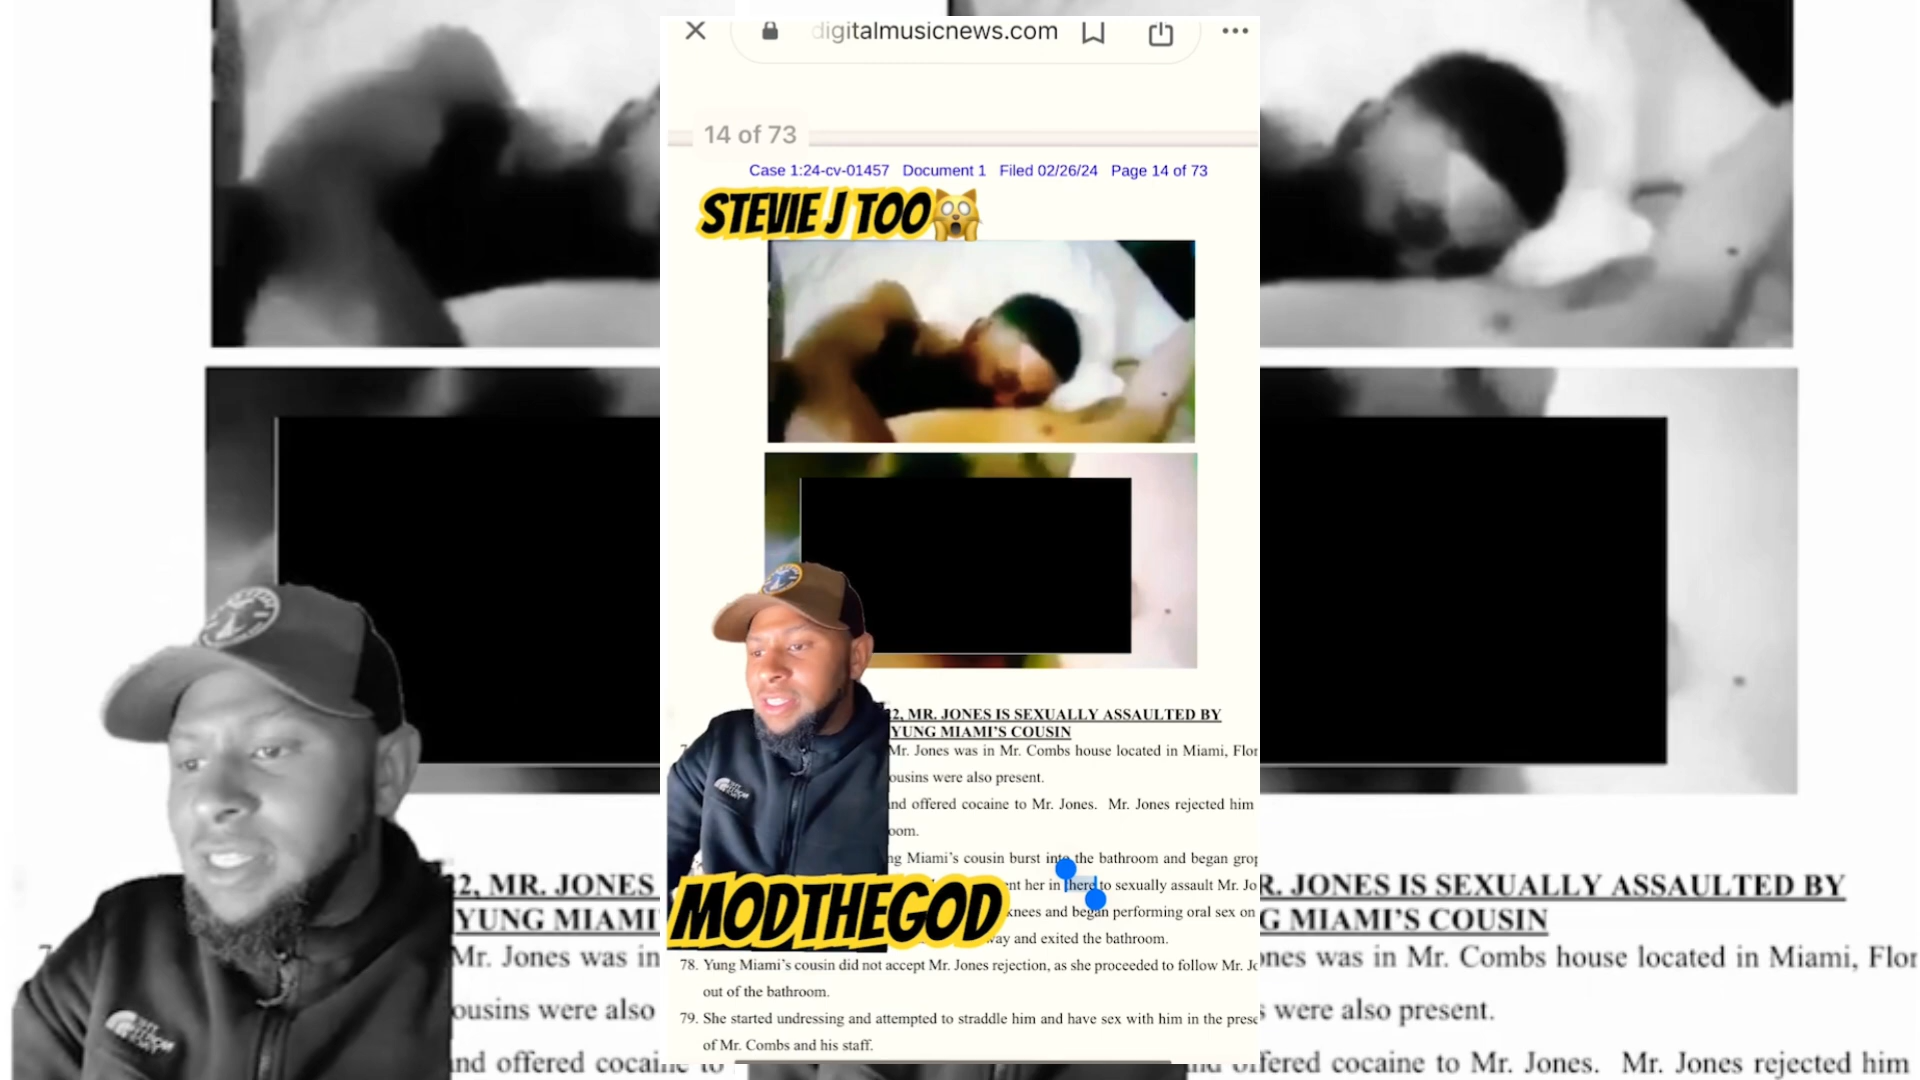 digitalmusicnews.com
14 of 73
Case 1:24-cv-01457 Document 1 Filed 02/26/24 Page 14 of 73
STEVIE J TOO
2, MR. JONES IS SEXUALLY ASSAULTED BY
YUNG MIAMI'S COUSIN
Mr. Jones was in Mr. Combs house located in Miami, Flor
ousins were also present.
nd offered cocaine to Mr. Jones. Mr. Jones rejected him
oom.
ng Miami's cousin burst into the bathroom and began grop
nt her in there to sexually assault Mr. Jo
knees and began performing oral sex on
way and exited the bathroom.
MODTHEGOD
78. Yung Miami's cousin did not accept Mr. Jones rejection, as she proceeded to follow Mr. Jo
out of the bathroom.
79. She started undressing and attempted to straddle him and have sex with him in the prese
of Mr. Combs and his staff.
2, MR. JONES
YUNG MIAMI
Mr. Jones was in
ousins were also
nd offered cocaine to
R. JONES IS SEXUALLY ASSAULTED BY
G MIAMI'S COUSIN
ones was in Mr. Combs house located in Miami, Flor
s were also present.
ffered cocaine to Mr. Jones. Mr. Jones rejected him